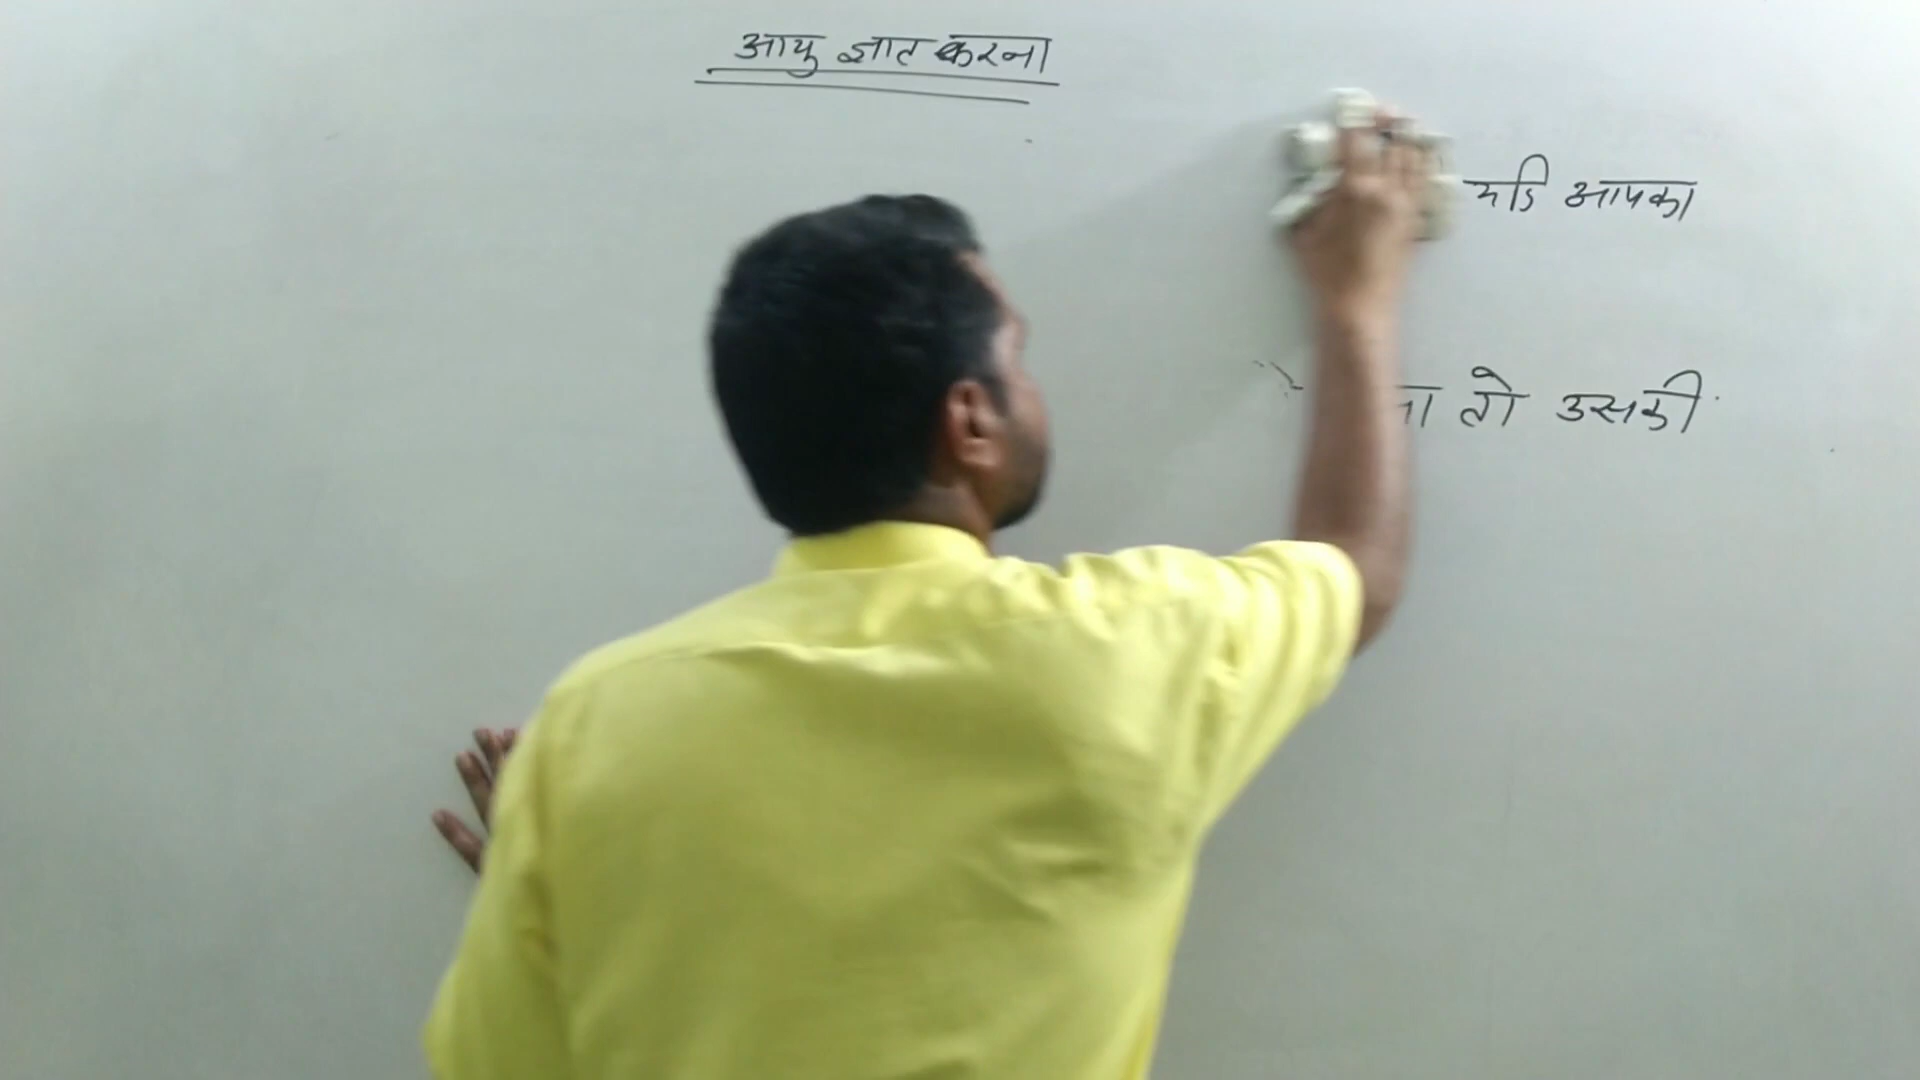 आयु ज्ञात करना
यदि आपका
तो उसकी